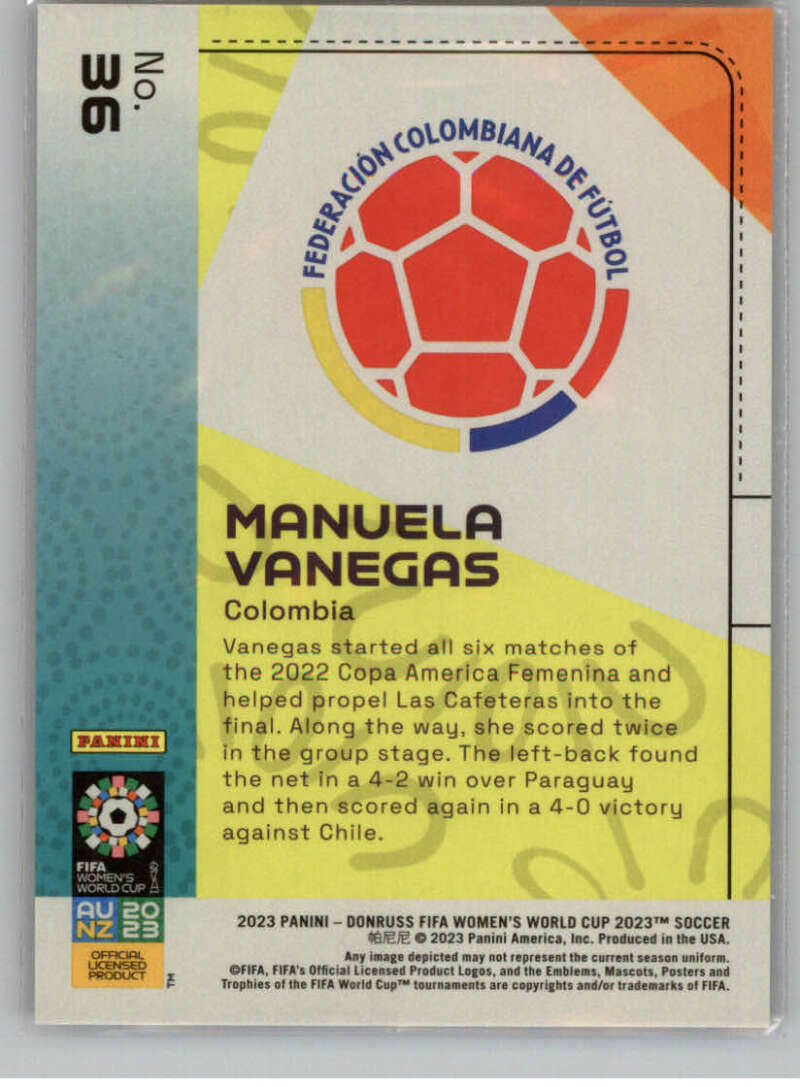 No.
36
FEDERACIÓN COLOMBIANA DE FÚTBOL
MANUELA
VANEGAS
Colombia
Vanegas started all six matches of
the 2022 Copa America Femenina and
helped propel Las Cafeteras into the
final. Along the way, she scored twice
in the group stage. The left-back found
the net in a 4-2 win over Paraguay
and then scored again in a 4-0 victory
against Chile.
PANINI
FIFA
WOMEN'S
WORLD CUP
AU 20
NZ 23
OFFICIAL
LICENSED
PRODUCT
TM
2023 PANINI – DONRUSS FIFA WOMEN'S WORLD CUP 2023™ SOCCER
帕尼尼 © 2023 Panini America, Inc. Produced in the USA.
Any image depicted may not represent the current season uniform.
©FIFA, FIFA's Official Licensed Product Logos, and the Emblems, Mascots, Posters and
Trophies of the FIFA World Cup™ tournaments are copyrights and/or trademarks of FIFA.